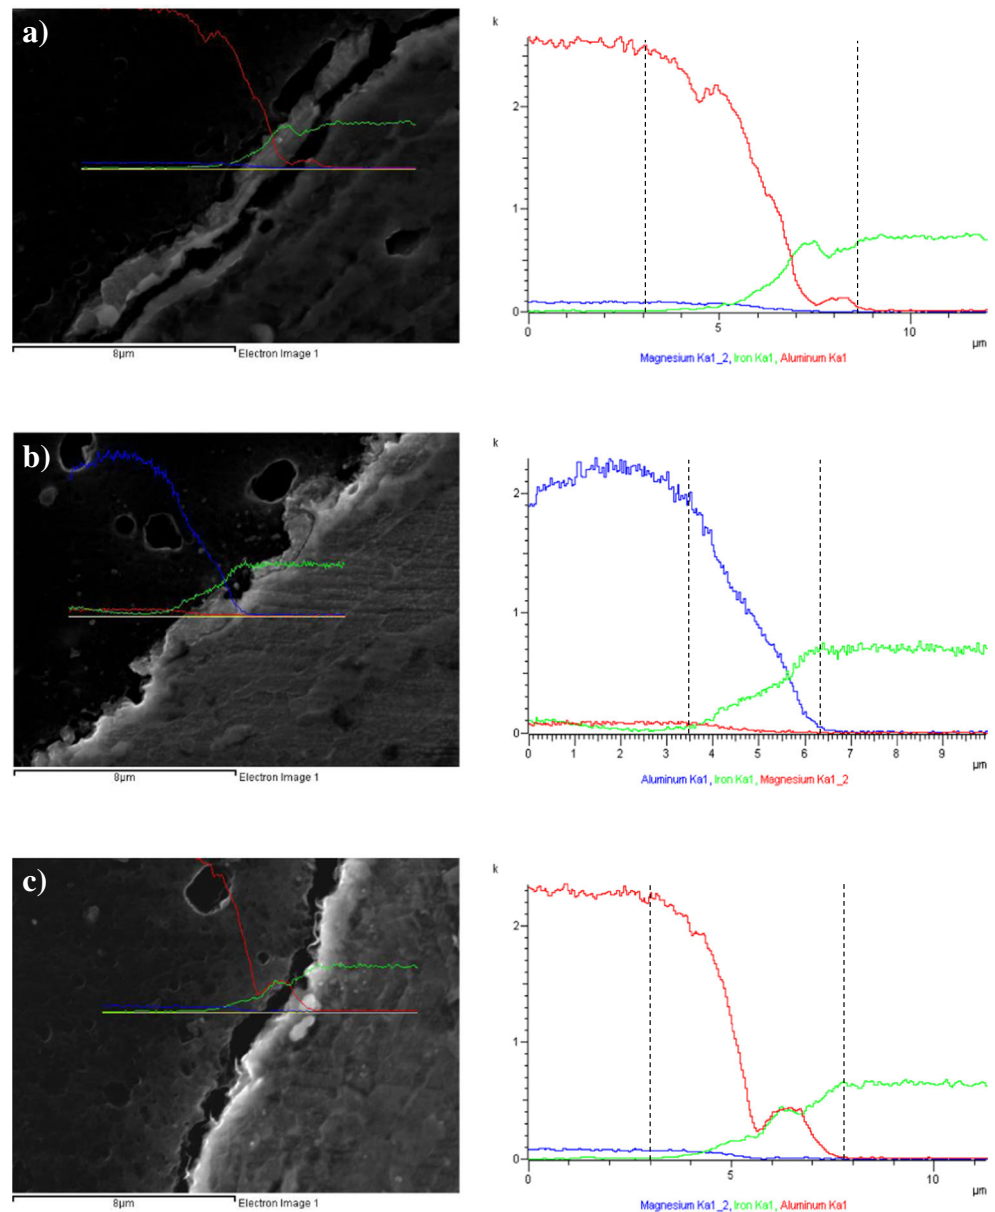 a)
8µm
Electron Image 1
k
2
1
0
0
5
10
µm
Magnesium Ka1_2, Iron Ka1, Aluminum Ka1
b)
8µm
Electron Image 1
k
2
1
0
0 1 2 3 4 5 6 7 8 9
µm
Aluminum Ka1, Iron Ka1, Magnesium Ka1_2
c)
8µm
Electron Image 1
k
2
1
0
0
5
10
µm
Magnesium Ka1_2, Iron Ka1, Aluminum Ka1